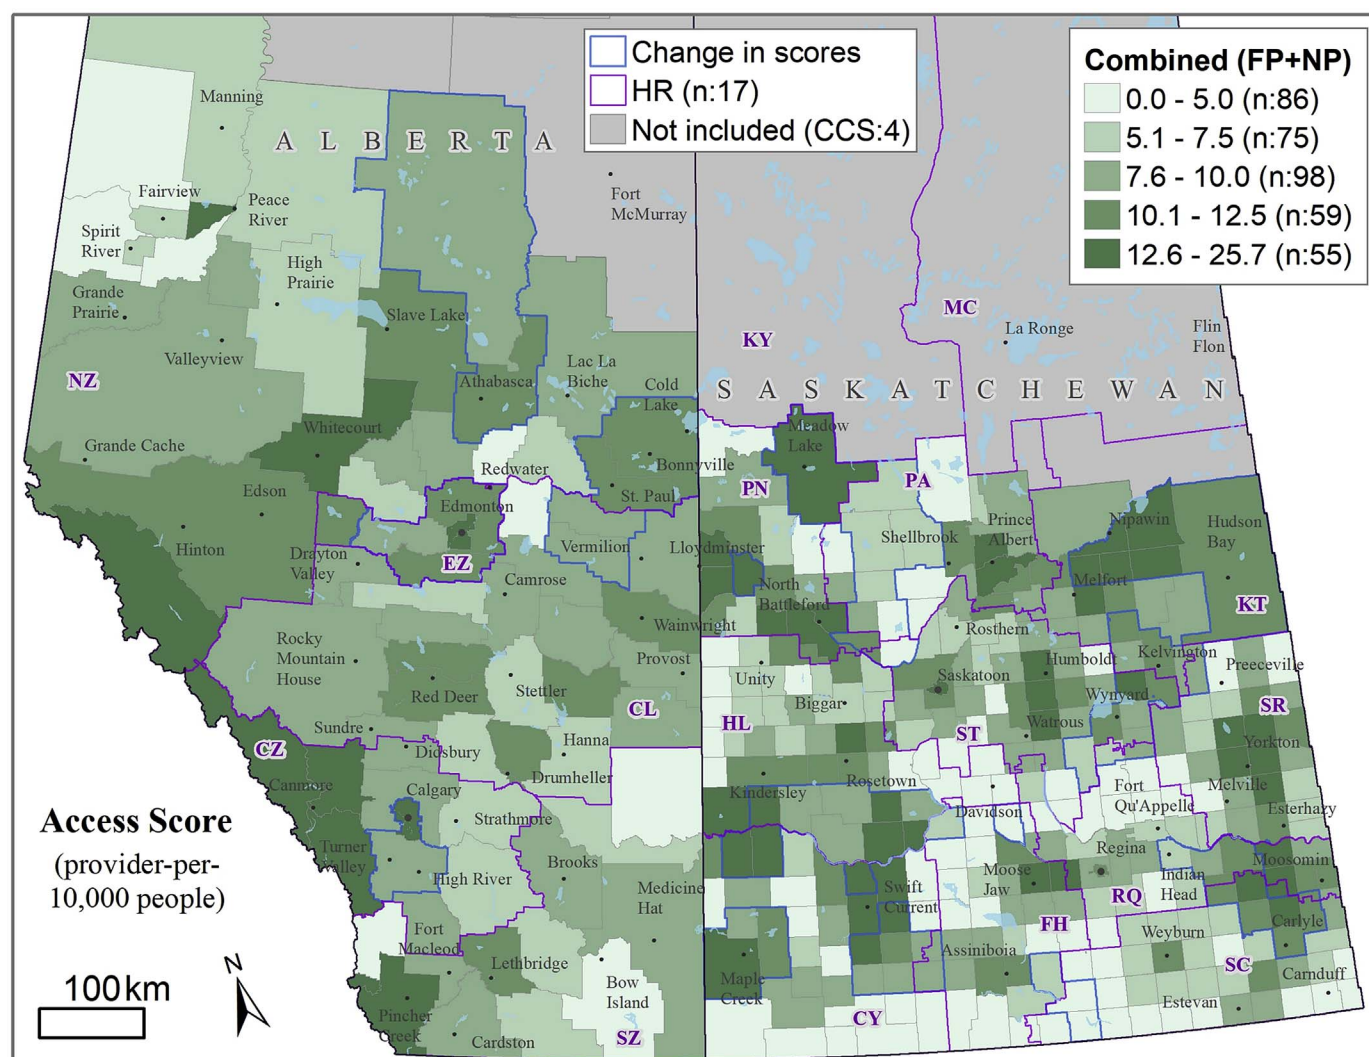 Change in scores
HR (n:17)
Not included (CCS:4)
Combined (FP+NP)
0.0 - 5.0 (n:86)
5.1 - 7.5 (n:75)
7.6 - 10.0 (n:98)
10.1 - 12.5 (n:59)
12.6 - 25.7 (n:55)
ALBERTA
SASKATCHEWAN
Manning
Fairview
Peace
River
Spirit
River
High
Prairie
Grande
Prairie
Valleyview
Slave Lake
Fort
McMurray
NZ
Athabasca
Lac La
Biche
Cold
Lake
Whitecourt
Grande Cache
Redwater
Bonnyville
St. Paul
Edson
Edmonton
Hinton
Drayton
Valley
EZ
Vermilion
Camrose
Lloydminster
Wainwright
Rocky
Mountain
House
Provost
Red Deer
Stettler
CL
Sundre
CZ
Didsbury
Hanna
Drumheller
Canmore
Calgary
Strathmore
Turner
Valley
High River
Brooks
Medicine
Hat
Fort
Macleod
Lethbridge
Bow
Island
Pincher
Creek
Cardston
SZ
KY
MC
La Ronge
Flin
Flon
Meadow
Lake
PN
PA
Prince
Albert
Shellbrook
Nipawin
Hudson
Bay
North
Battleford
Melfort
KT
Rosthern
Unity
Humboldt
Kelvington
Preeceville
Saskatoon
Biggar
Wynyard
SR
HL
ST
Watrous
Yorkton
Rosetown
Kindersley
Davidson
Fort
Qu'Appelle
Melville
Esterhazy
Regina
Moosomin
Moose
Jaw
Indian
Head
Swift
Current
RQ
FH
Carlyle
Weyburn
Assiniboia
SC
Maple
Creek
Carnduff
Estevan
CY
Access Score
(provider-per-
10,000 people)
100 km
N